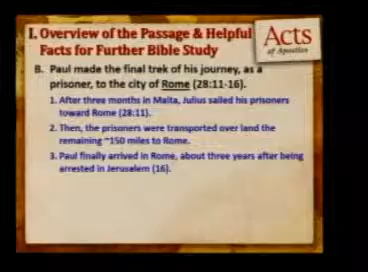 I. Overview of the Passage & Helpful
Facts for Further Bible Study
Acts
of Apostles
B. Paul made the final trek of his journey, as a
prisoner, to the city of Rome (28:11-16).
1. After three months in Malta, Julius sailed his prisoners
toward Rome (28:11).
2. Then, the prisoners were transported over land the
remaining ~150 miles to Rome.
3. Paul finally arrived in Rome, about three years after being
arrested in Jerusalem (16).